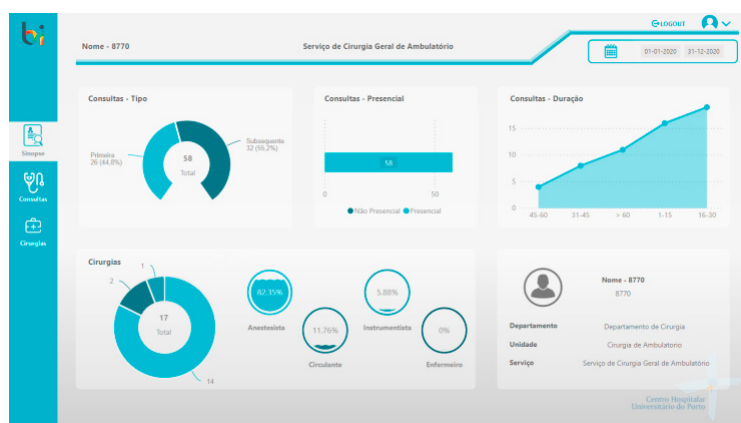 bi
LOGOUT
Nome - 8770
Serviço de Cirurgia Geral de Ambulatório
01-01-2020 31-12-2020
Sinopse
Consultas
Cirurgias
Consultas - Tipo
Primeira
26 (44,8%)
58
Total
Subsequente
32 (55,2%)
Consultas - Presencial
58
0 50
Não Presencial Presencial
Consultas - Duração
15
10
5
0
45-60 31-45 > 60 1-15 16-30
Cirurgias
1
2
17
Total
14
82.35%
Anestesista
11.76%
Circulante
5.88%
Instrumentista
0%
Enfermeiro
Nome - 8770
8770
Departamento Departamento de Cirurgia
Unidade Cirurgia de Ambulatorio
Serviço Serviço de Cirurgia Geral de Ambulatório
Centro Hospitalar
Universitário do Porto